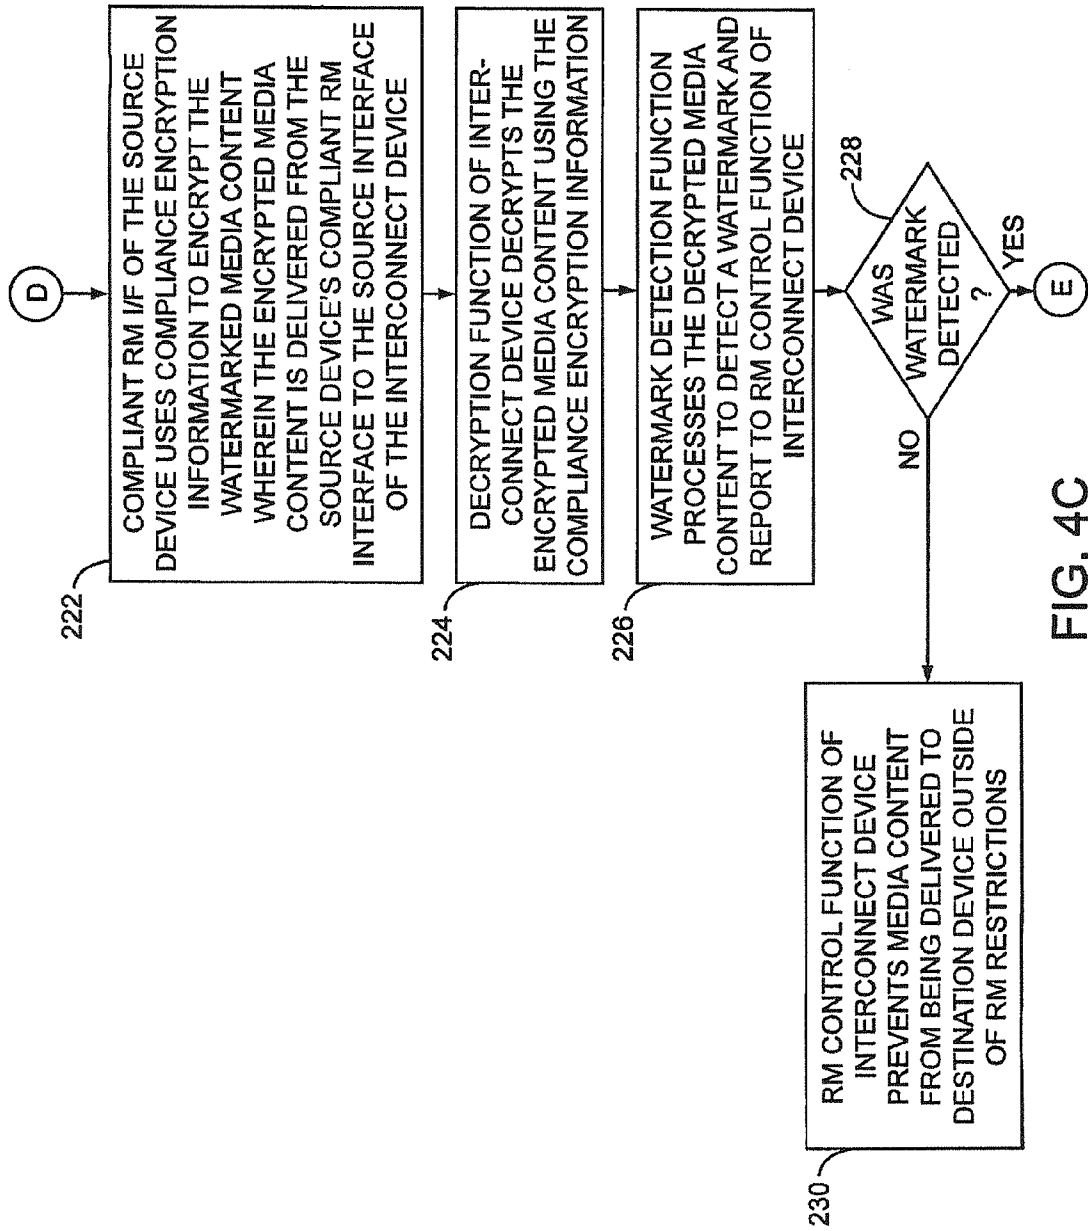 D
222
COMPLIANT RM I/F OF THE SOURCE
DEVICE USES COMPLIANCE ENCRYPTION
INFORMATION TO ENCRYPT THE
WATERMARKED MEDIA CONTENT
WHEREIN THE ENCRYPTED MEDIA
CONTENT IS DELIVERED FROM THE
SOURCE DEVICE'S COMPLIANT RM
INTERFACE TO THE SOURCE INTERFACE
OF THE INTERCONNECT DEVICE
224
DECRYPTION FUNCTION OF INTER-
CONNECT DEVICE DECRYPTS THE
ENCRYPTED MEDIA CONTENT USING THE
COMPLIANCE ENCRYPTION INFORMATION
226
WATERMARK DETECTION FUNCTION
PROCESSES THE DECRYPTED MEDIA
CONTENT TO DETECT A WATERMARK AND
REPORT TO RM CONTROL FUNCTION OF
INTERCONNECT DEVICE
228
WAS
WATERMARK
DETECTED
?
NO
YES
E
230
RM CONTROL FUNCTION OF
INTERCONNECT DEVICE
PREVENTS MEDIA CONTENT
FROM BEING DELIVERED TO
DESTINATION DEVICE OUTSIDE
OF RM RESTRICTIONS
FIG. 4C